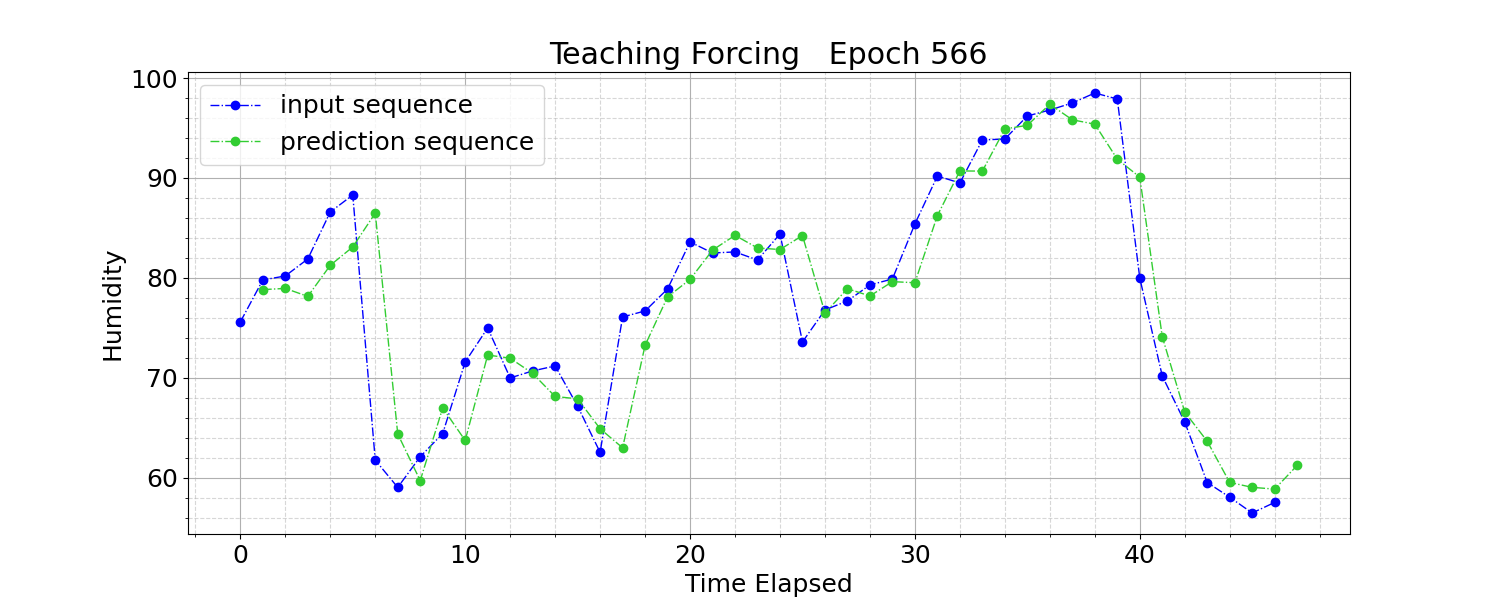 Teaching Forcing   Epoch 566
100
90
80
70
60
Humidity
input sequence
prediction sequence
0 10 20 30 40
Time Elapsed